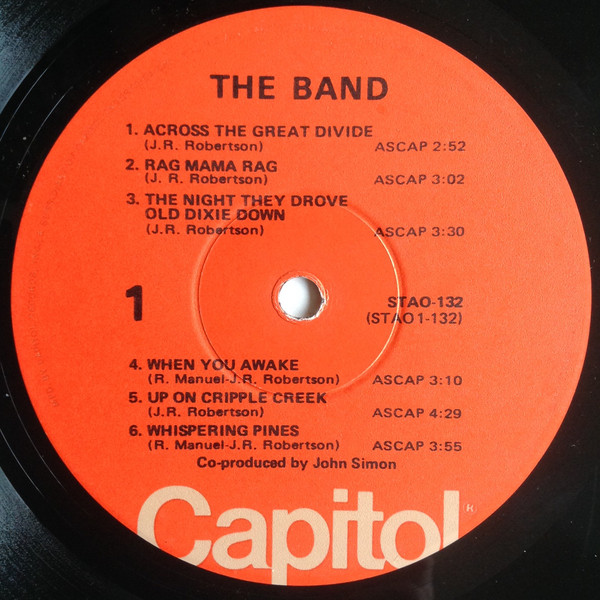 THE BAND
1. ACROSS THE GREAT DIVIDE
(J.R. Robertson) ASCAP 2:52
2. RAG MAMA RAG
(J. R. Robertson) ASCAP 3:02
3. THE NIGHT THEY DROVE
OLD DIXIE DOWN
(J.R. Robertson) ASCAP 3:30
1 STAO-132
(STAO1-132)
4. WHEN YOU AWAKE
(R. Manuel-J.R. Robertson) ASCAP 3:10
5. UP ON CRIPPLE CREEK
(J.R. Robertson) ASCAP 4:29
6. WHISPERING PINES
(R. Manuel-J.R. Robertson) ASCAP 3:55
Co-produced by John Simon
Capitol®